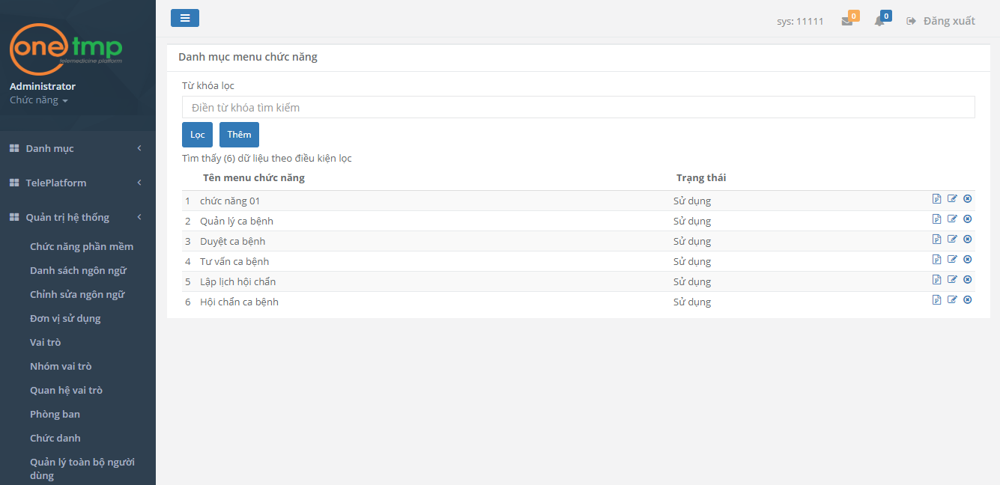 onetmp
telemedicine platform
Administrator
Chức năng
Danh mục
TelePlatform
Quản trị hệ thống
Chức năng phần mềm
Danh sách ngôn ngữ
Chỉnh sửa ngôn ngữ
Đơn vị sử dụng
Vai trò
Nhóm vai trò
Quan hệ vai trò
Phòng ban
Chức danh
Quản lý toàn bộ người
dùng
sys: 11111 0 0 Đăng xuất
Danh mục menu chức năng
Từ khóa lọc
Điền từ khóa tìm kiếm
Lọc Thêm
Tìm thấy (6) dữ liệu theo điều kiện lọc
Tên menu chức năng Trạng thái
1 chức năng 01 Sử dụng
2 Quản lý ca bệnh Sử dụng
3 Duyệt ca bệnh Sử dụng
4 Tư vấn ca bệnh Sử dụng
5 Lập lịch hội chẩn Sử dụng
6 Hội chẩn ca bệnh Sử dụng